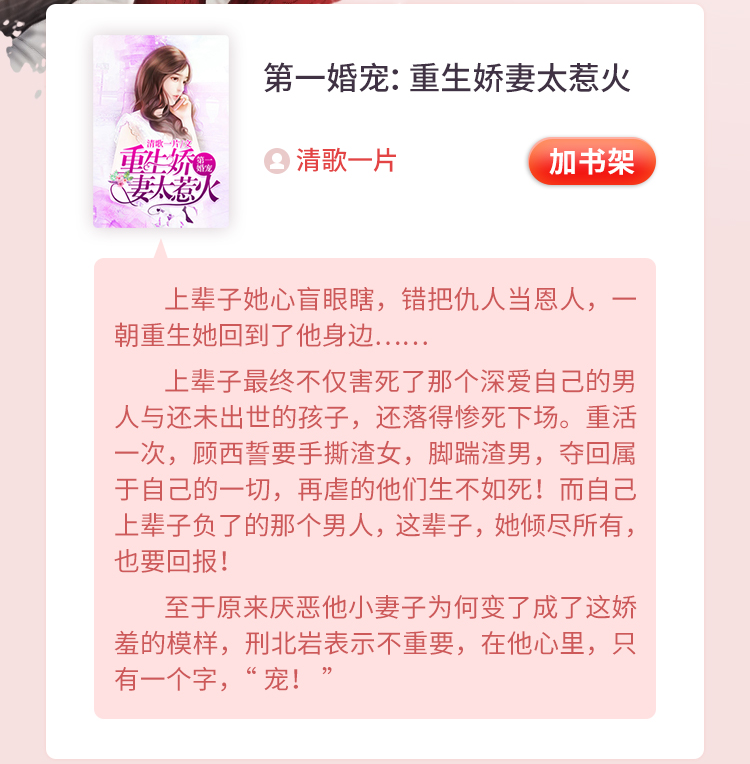 第一婚宠: 重生娇妻太惹火
清歌一片/文
重生娇
第一
婚宠
妻太惹火
清歌一片
加书架
上辈子她心盲眼瞎，错把仇人当恩人，一
朝重生她回到了他身边……
上辈子最终不仅害死了那个深爱自己的男
人与还未出世的孩子，还落得惨死下场。重活
一次，顾西誓要手撕渣女，脚踹渣男，夺回属
于自己的一切，再虐的他们生不如死！而自己
上辈子负了的那个男人，这辈子，她倾尽所有，
也要回报！
至于原来厌恶他小妻子为何变了成了这娇
羞的模样，刑北岩表示不重要，在他心里，只
有一个字，“ 宠！ ”